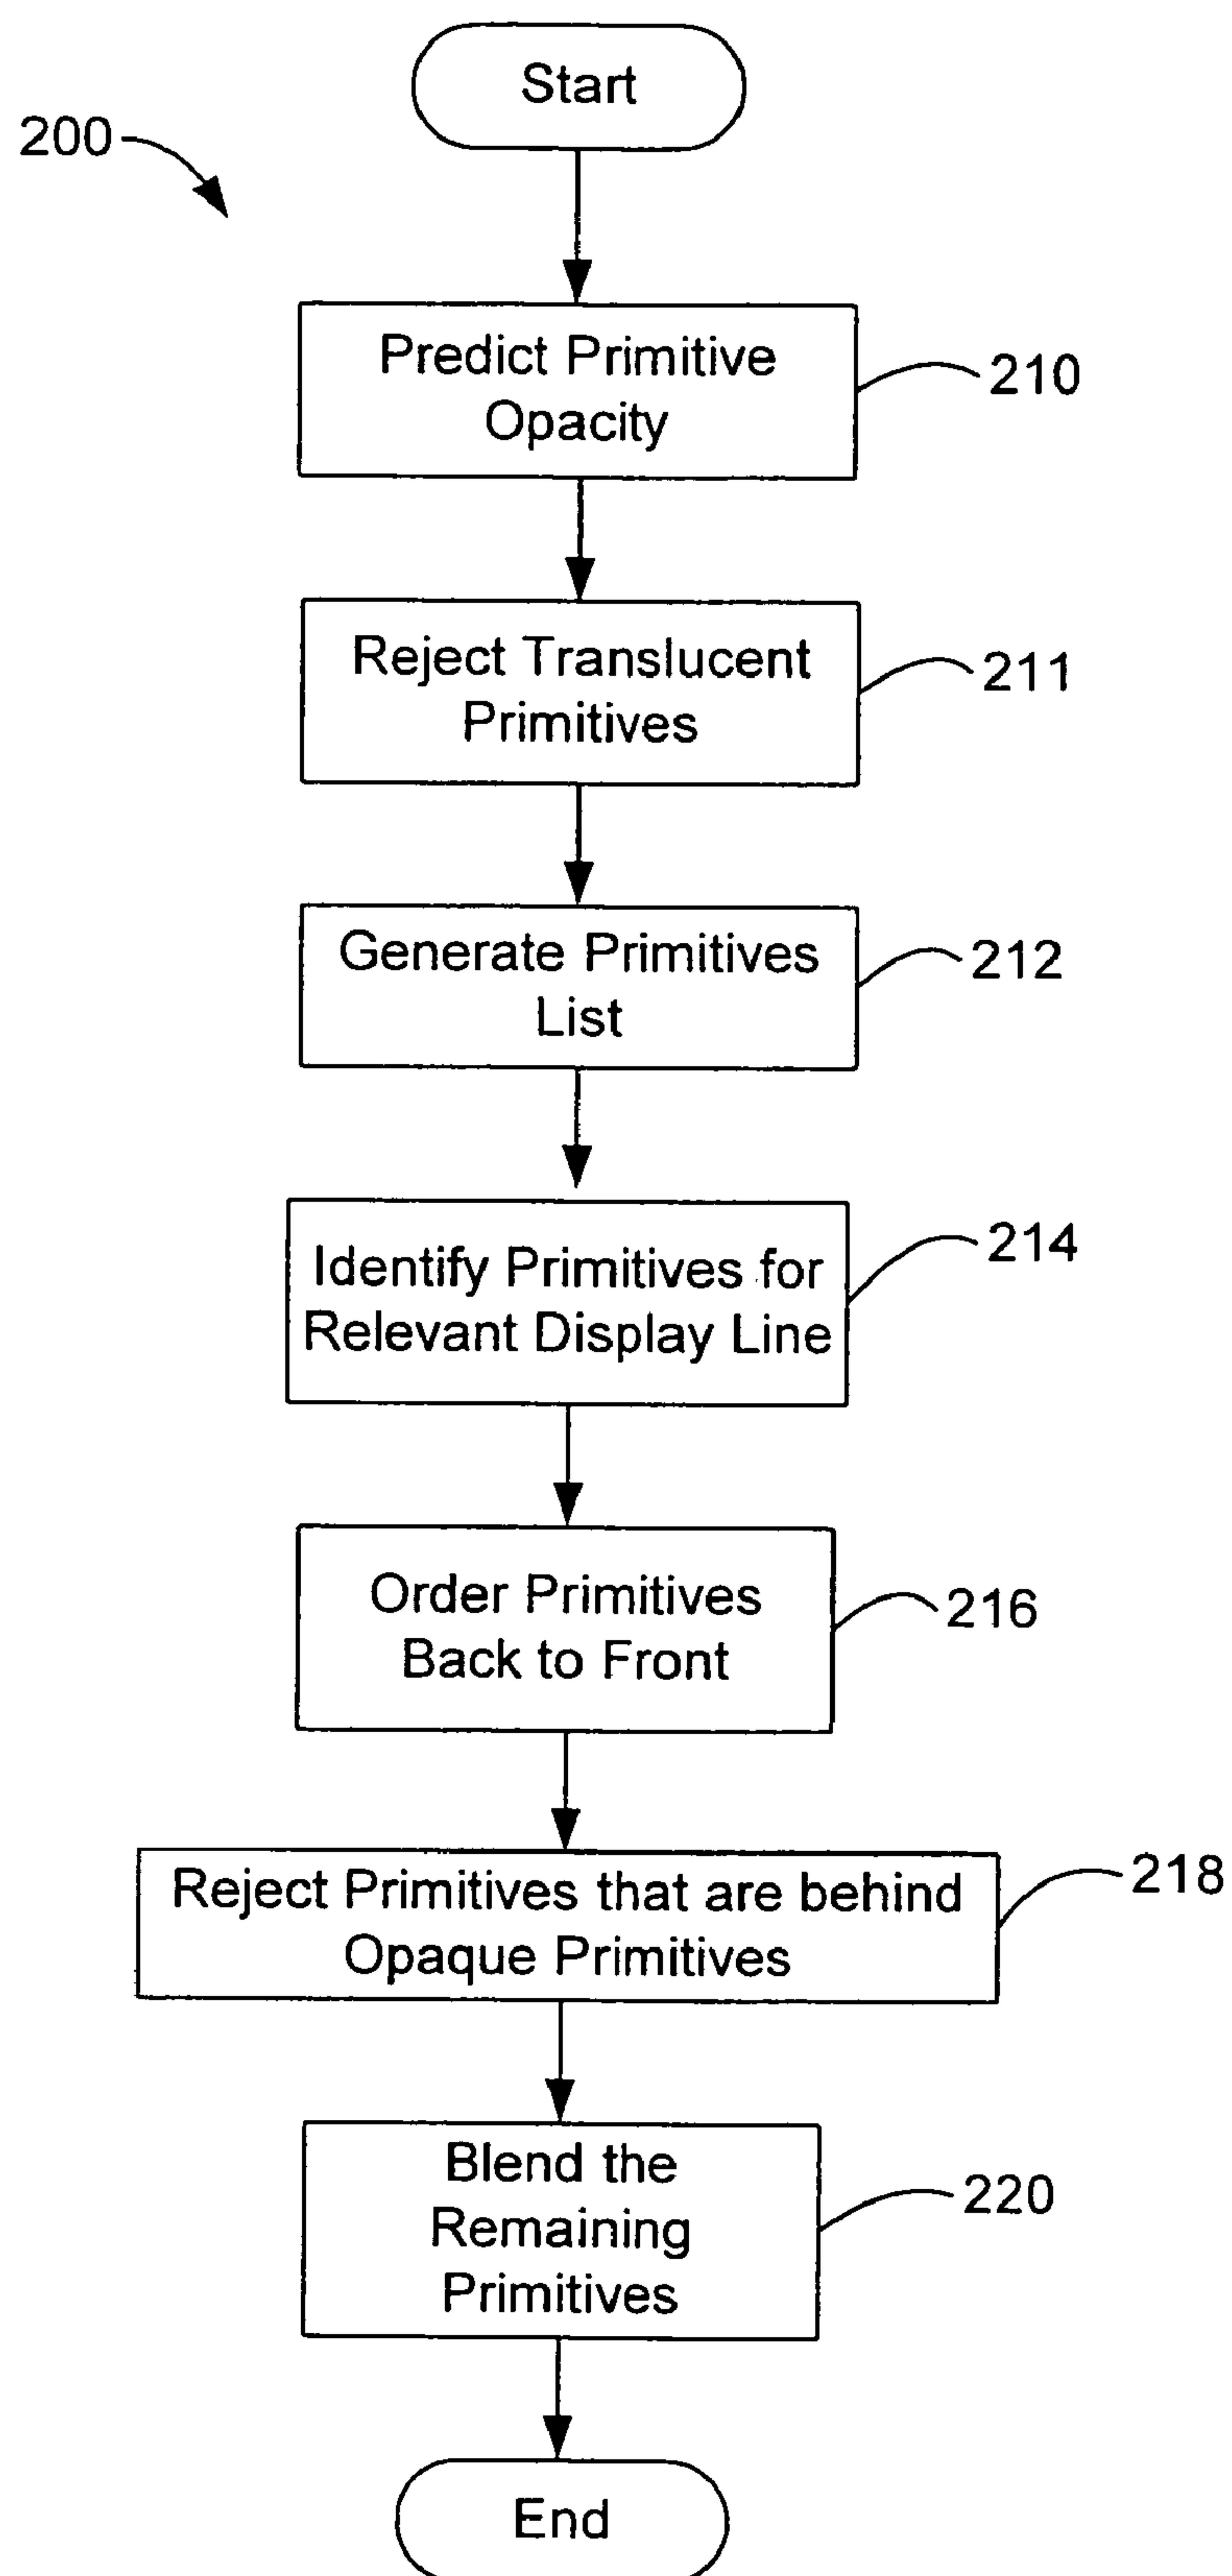 Start
200
Predict Primitive
Opacity
210
Reject Translucent
Primitives
211
Generate Primitives
List
212
Identify Primitives for
Relevant Display Line
214
Order Primitives
Back to Front
216
Reject Primitives that are behind
Opaque Primitives
218
Blend the
Remaining
Primitives
220
End